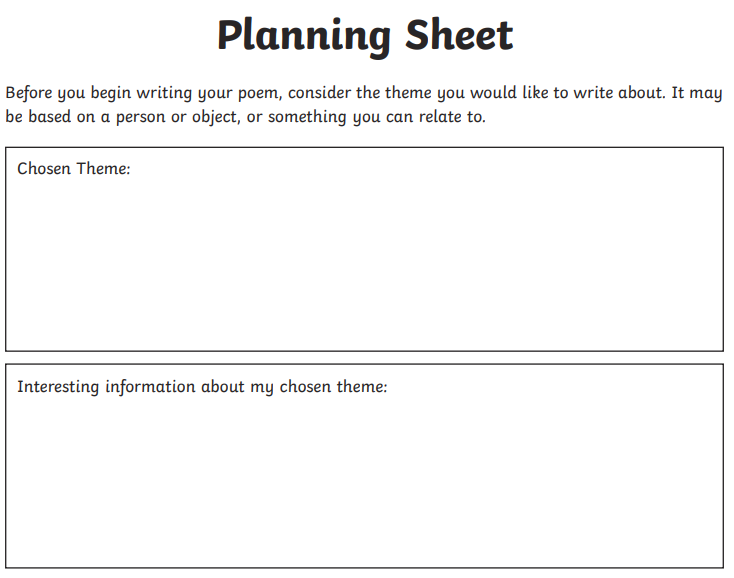 Planning Sheet
Before you begin writing your poem, consider the theme you would like to write about. It may
be based on a person or object, or something you can relate to.
Chosen Theme:
Interesting information about my chosen theme: